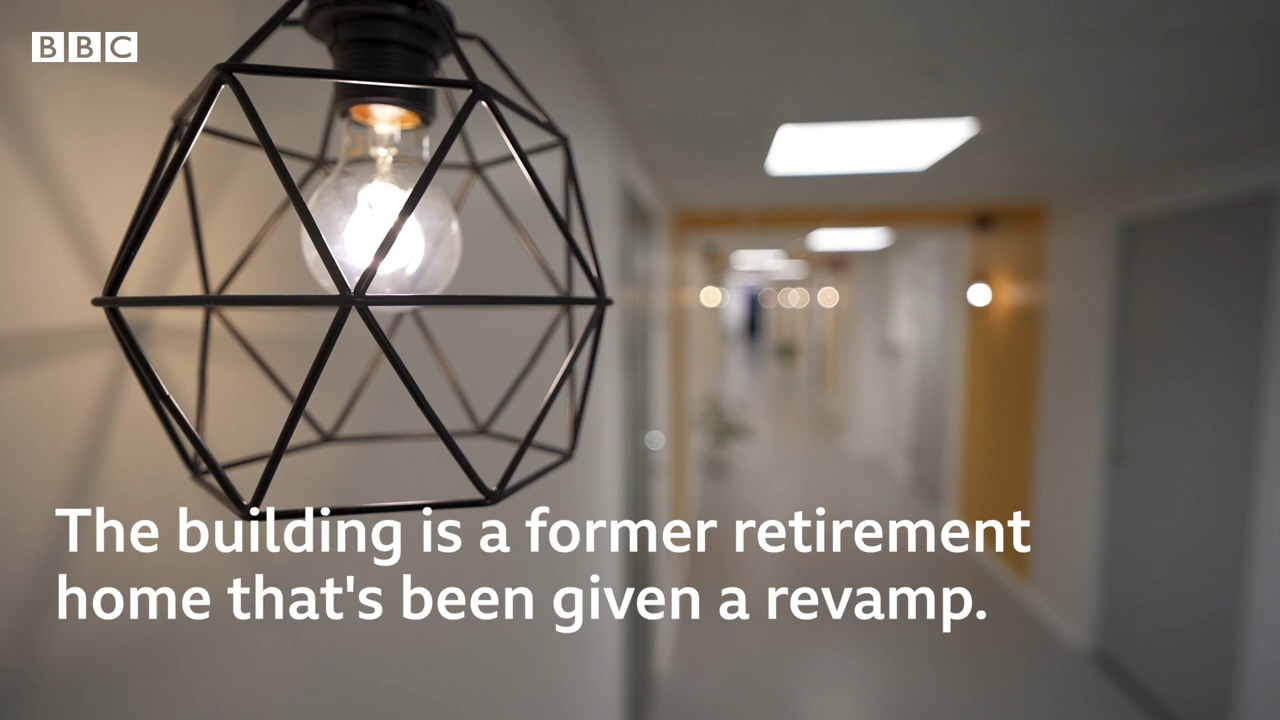 BBC
The building is a former retirement
home that's been given a revamp.